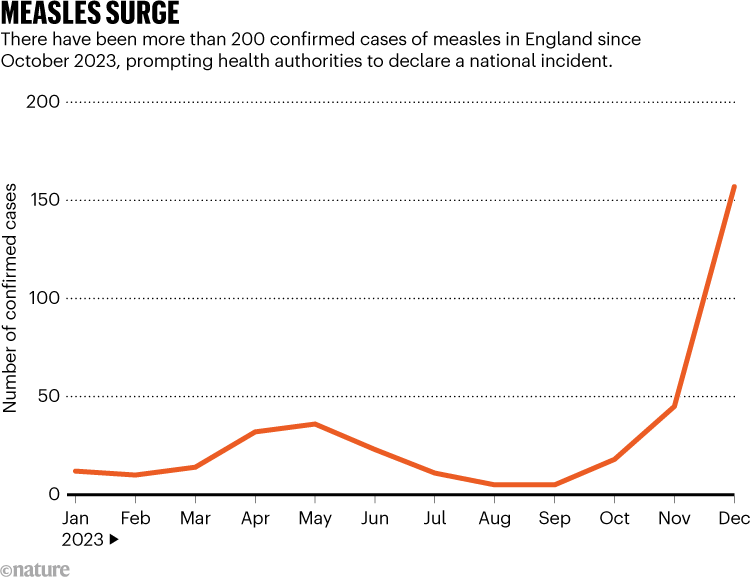 MEASLES SURGE
There have been more than 200 confirmed cases of measles in England since
October 2023, prompting health authorities to declare a national incident.
Number of confirmed cases
200
150
100
50
0
Jan Feb Mar Apr May Jun Jul Aug Sep Oct Nov Dec
2023 ▶
©nature